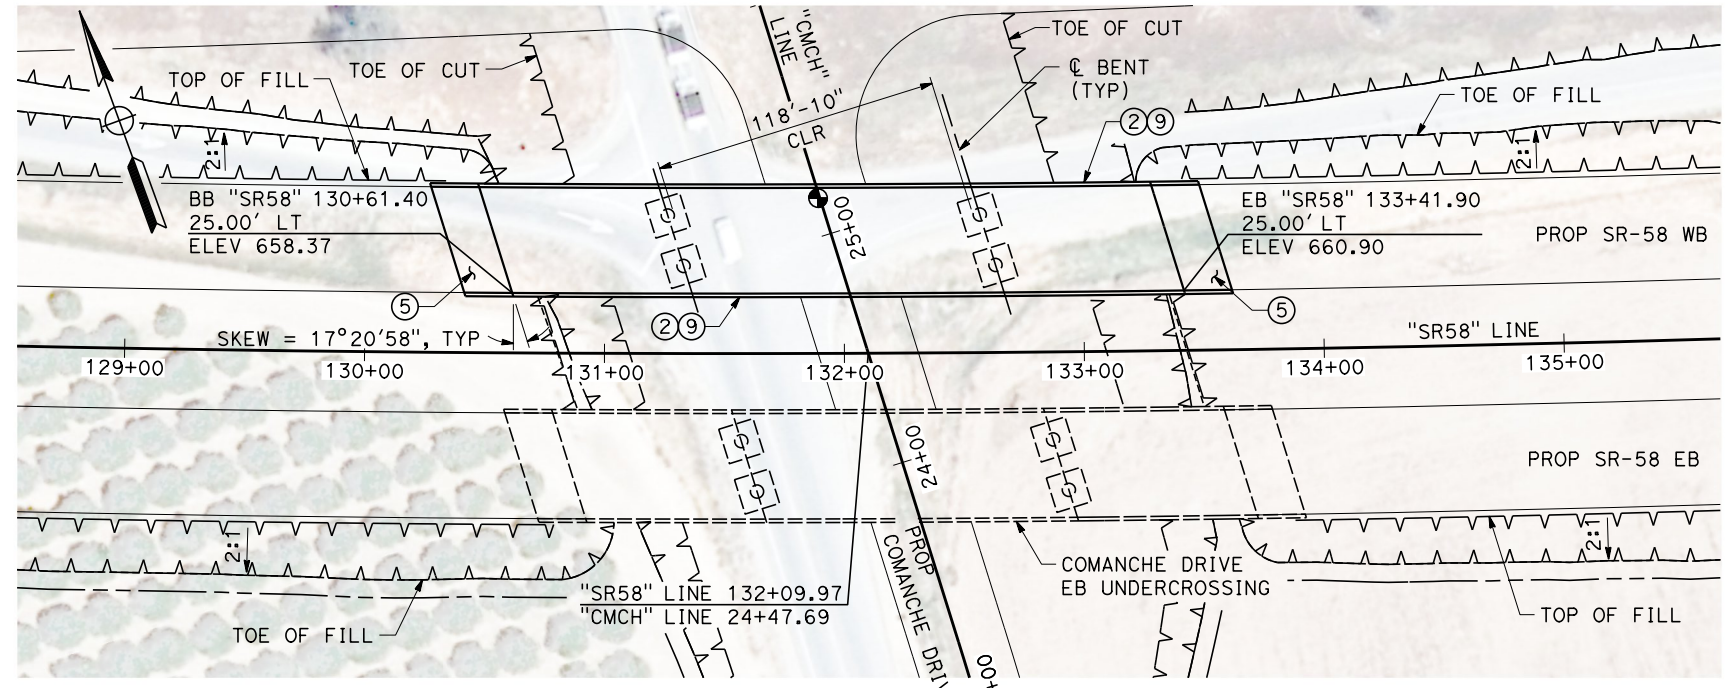 "CMCH"
LINE
TOE OF CUT
TOE OF CUT
TOP OF FILL
℄ BENT
(TYP)
118'-10"
CLR
TOE OF FILL
2 9
2:1
2:1
BB "SR58" 130+61.40
25.00' LT
ELEV 658.37
EB "SR58" 133+41.90
25.00' LT
ELEV 660.90
PROP SR-58 WB
C
C
C
C
25+00
5
5
2 9
SKEW = 17°20'58", TYP
"SR58" LINE
129+00
130+00
131+00
132+00
133+00
134+00
135+00
C
C
C
C
24+00
PROP SR-58 EB
2:1
2:1
PROP
COMANCHE DRIV
COMANCHE DRIVE
EB UNDERCROSSING
"SR58" LINE 132+09.97
"CMCH" LINE 24+47.69
TOP OF FILL
TOE OF FILL
00+